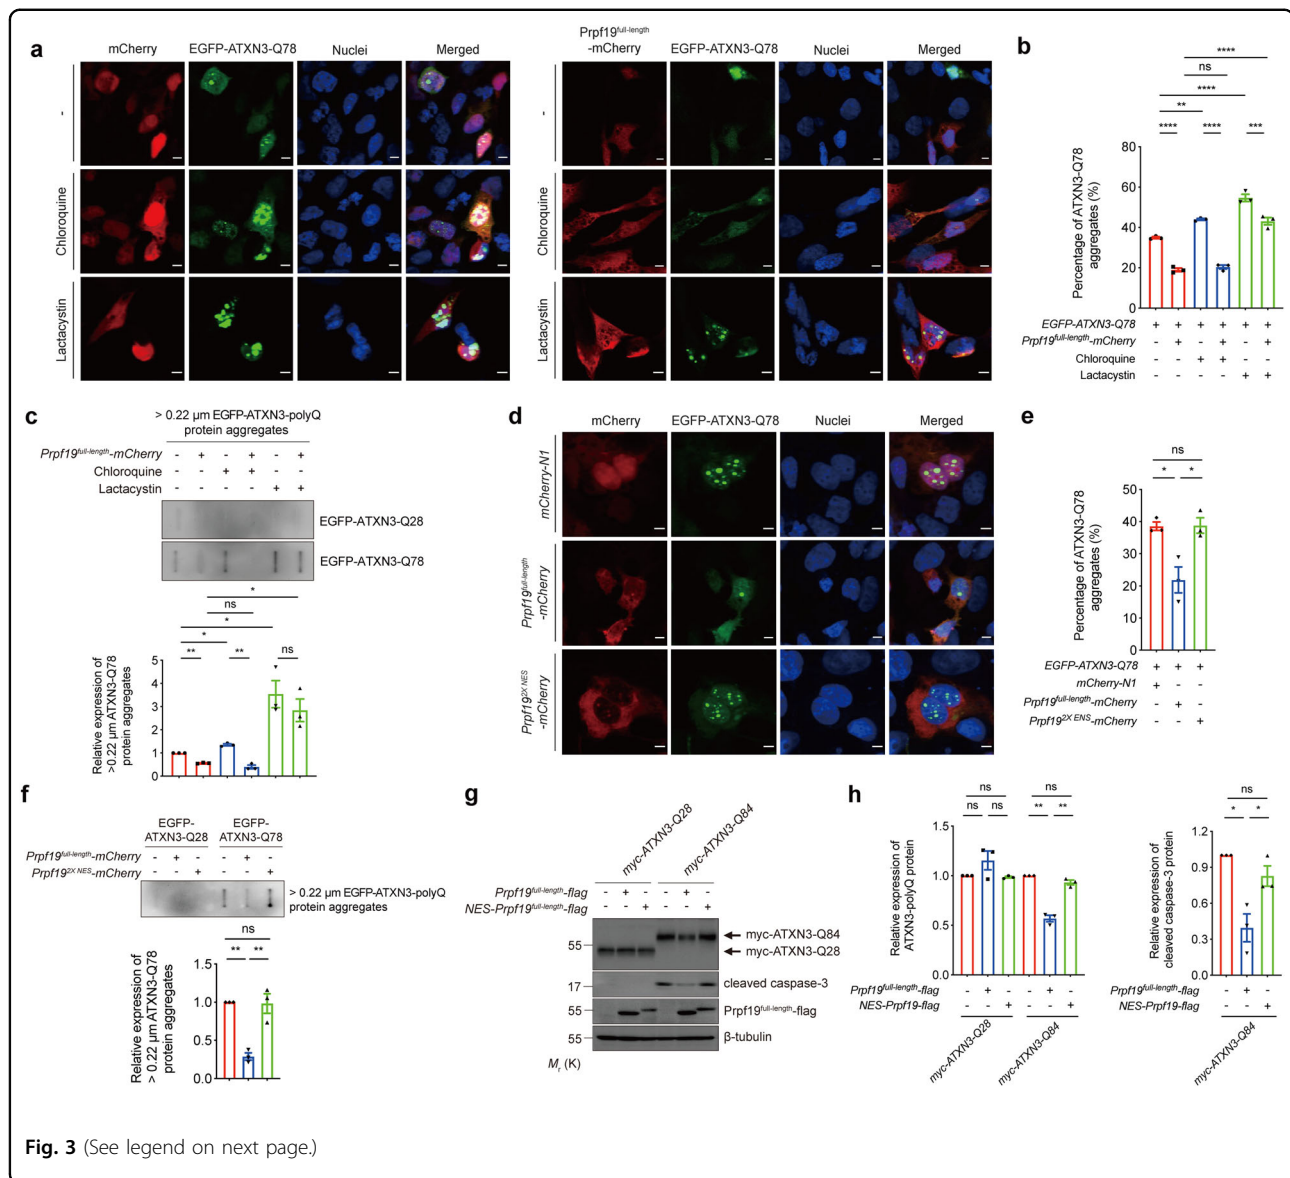 a
mCherry EGFP-ATXN3-Q78 Nuclei Merged
-
Chloroquine
Lactacystin
Prpf19full-length
-mCherry EGFP-ATXN3-Q78 Nuclei Merged
-
Chloroquine
Lactacystin
b
****
ns
****
**
**** **** ***
Percentage of ATXN3-Q78
aggregates (%)
80
60
40
20
0
EGFP-ATXN3-Q78 + + + + + +
Prpf19full-length-mCherry - + - + - +
Chloroquine - - + + - -
Lactacystin - - - - + +
c
> 0.22 µm EGFP-ATXN3-polyQ
protein aggregates
Prpf19full-length-mCherry - + - + - +
Chloroquine - - + + - -
Lactacystin - - - - + +
EGFP-ATXN3-Q28
EGFP-ATXN3-Q78
*
ns
*
*
** ** ns
Relative expression of
>0.22 µm ATXN3-Q78
protein aggregates
5
4
3
2
1
0
d
mCherry EGFP-ATXN3-Q78 Nuclei Merged
mCherry-N1
Prpf19full-length
-mCherry
Prpf192X NES
-mCherry
e
ns
* *
Percentage of ATXN3-Q78
aggregates (%)
50
40
30
20
10
0
EGFP-ATXN3-Q78 + + +
mCherry-N1 + - -
Prpf19full-length-mCherry - + -
Prpf192X ENS-mCherry - - +
f
EGFP- EGFP-
ATXN3-Q28 ATXN3-Q78
Prpf19full-length-mCherry - + - - + -
Prpf192X NES-mCherry - - + - - +
> 0.22 µm EGFP-ATXN3-polyQ
protein aggregates
ns
** **
Relative expression of
> 0.22 µm ATXN3-Q78
protein aggregates
1.5
1.0
0.5
0.0
g
myc-ATXN3-Q28
myc-ATXN3-Q84
Prpf19full-length-flag - + - - + -
NES-Prpf19full-length-flag - - + - - +
55
myc-ATXN3-Q84
myc-ATXN3-Q28
17
cleaved caspase-3
55
Prpf19full-length-flag
55
β-tubulin
Mr (K)
h
ns ns
ns ns ** **
Relative expression of
ATXN3-polyQ protein
1.5
1.0
0.5
0.0
Prpf19full-length-flag - + - - + -
NES-Prpf19-flag - - + - - +
myc-ATXN3-Q28
myc-ATXN3-Q84
ns
* *
Relative expression of
cleaved caspase-3 protein
1.2
0.9
0.6
0.3
0.0
Prpf19full-length-flag - + -
NES-Prpf19-flag - - +
myc-ATXN3-Q84
Fig. 3 (See legend on next page.)